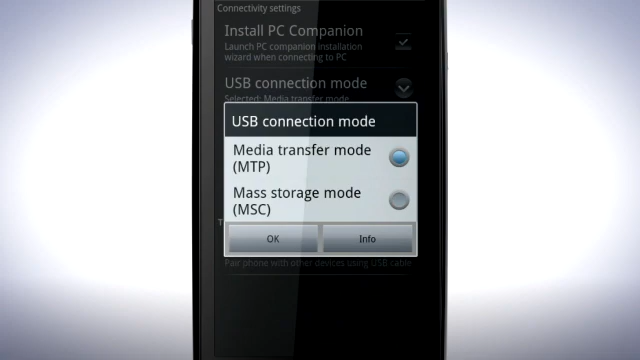 Connectivity settings
Install PC Companion
Launch PC companion installation
wizard when connecting to PC
USB connection mode
Selected: Media transfer mode
USB connection mode
Media transfer mode
(MTP)
Mass storage mode
(MSC)
T
OK
Info
Pair phone with other devices using USB cable